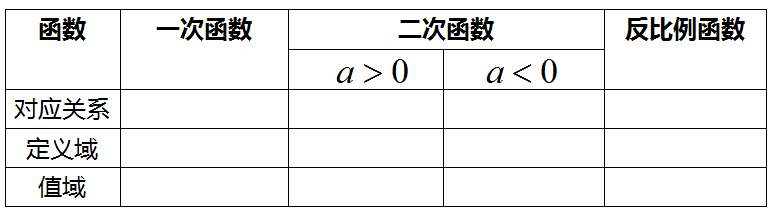 函数 一次函数 二次函数 反比例函数
a > 0 a < 0
对应关系
定义域
值域